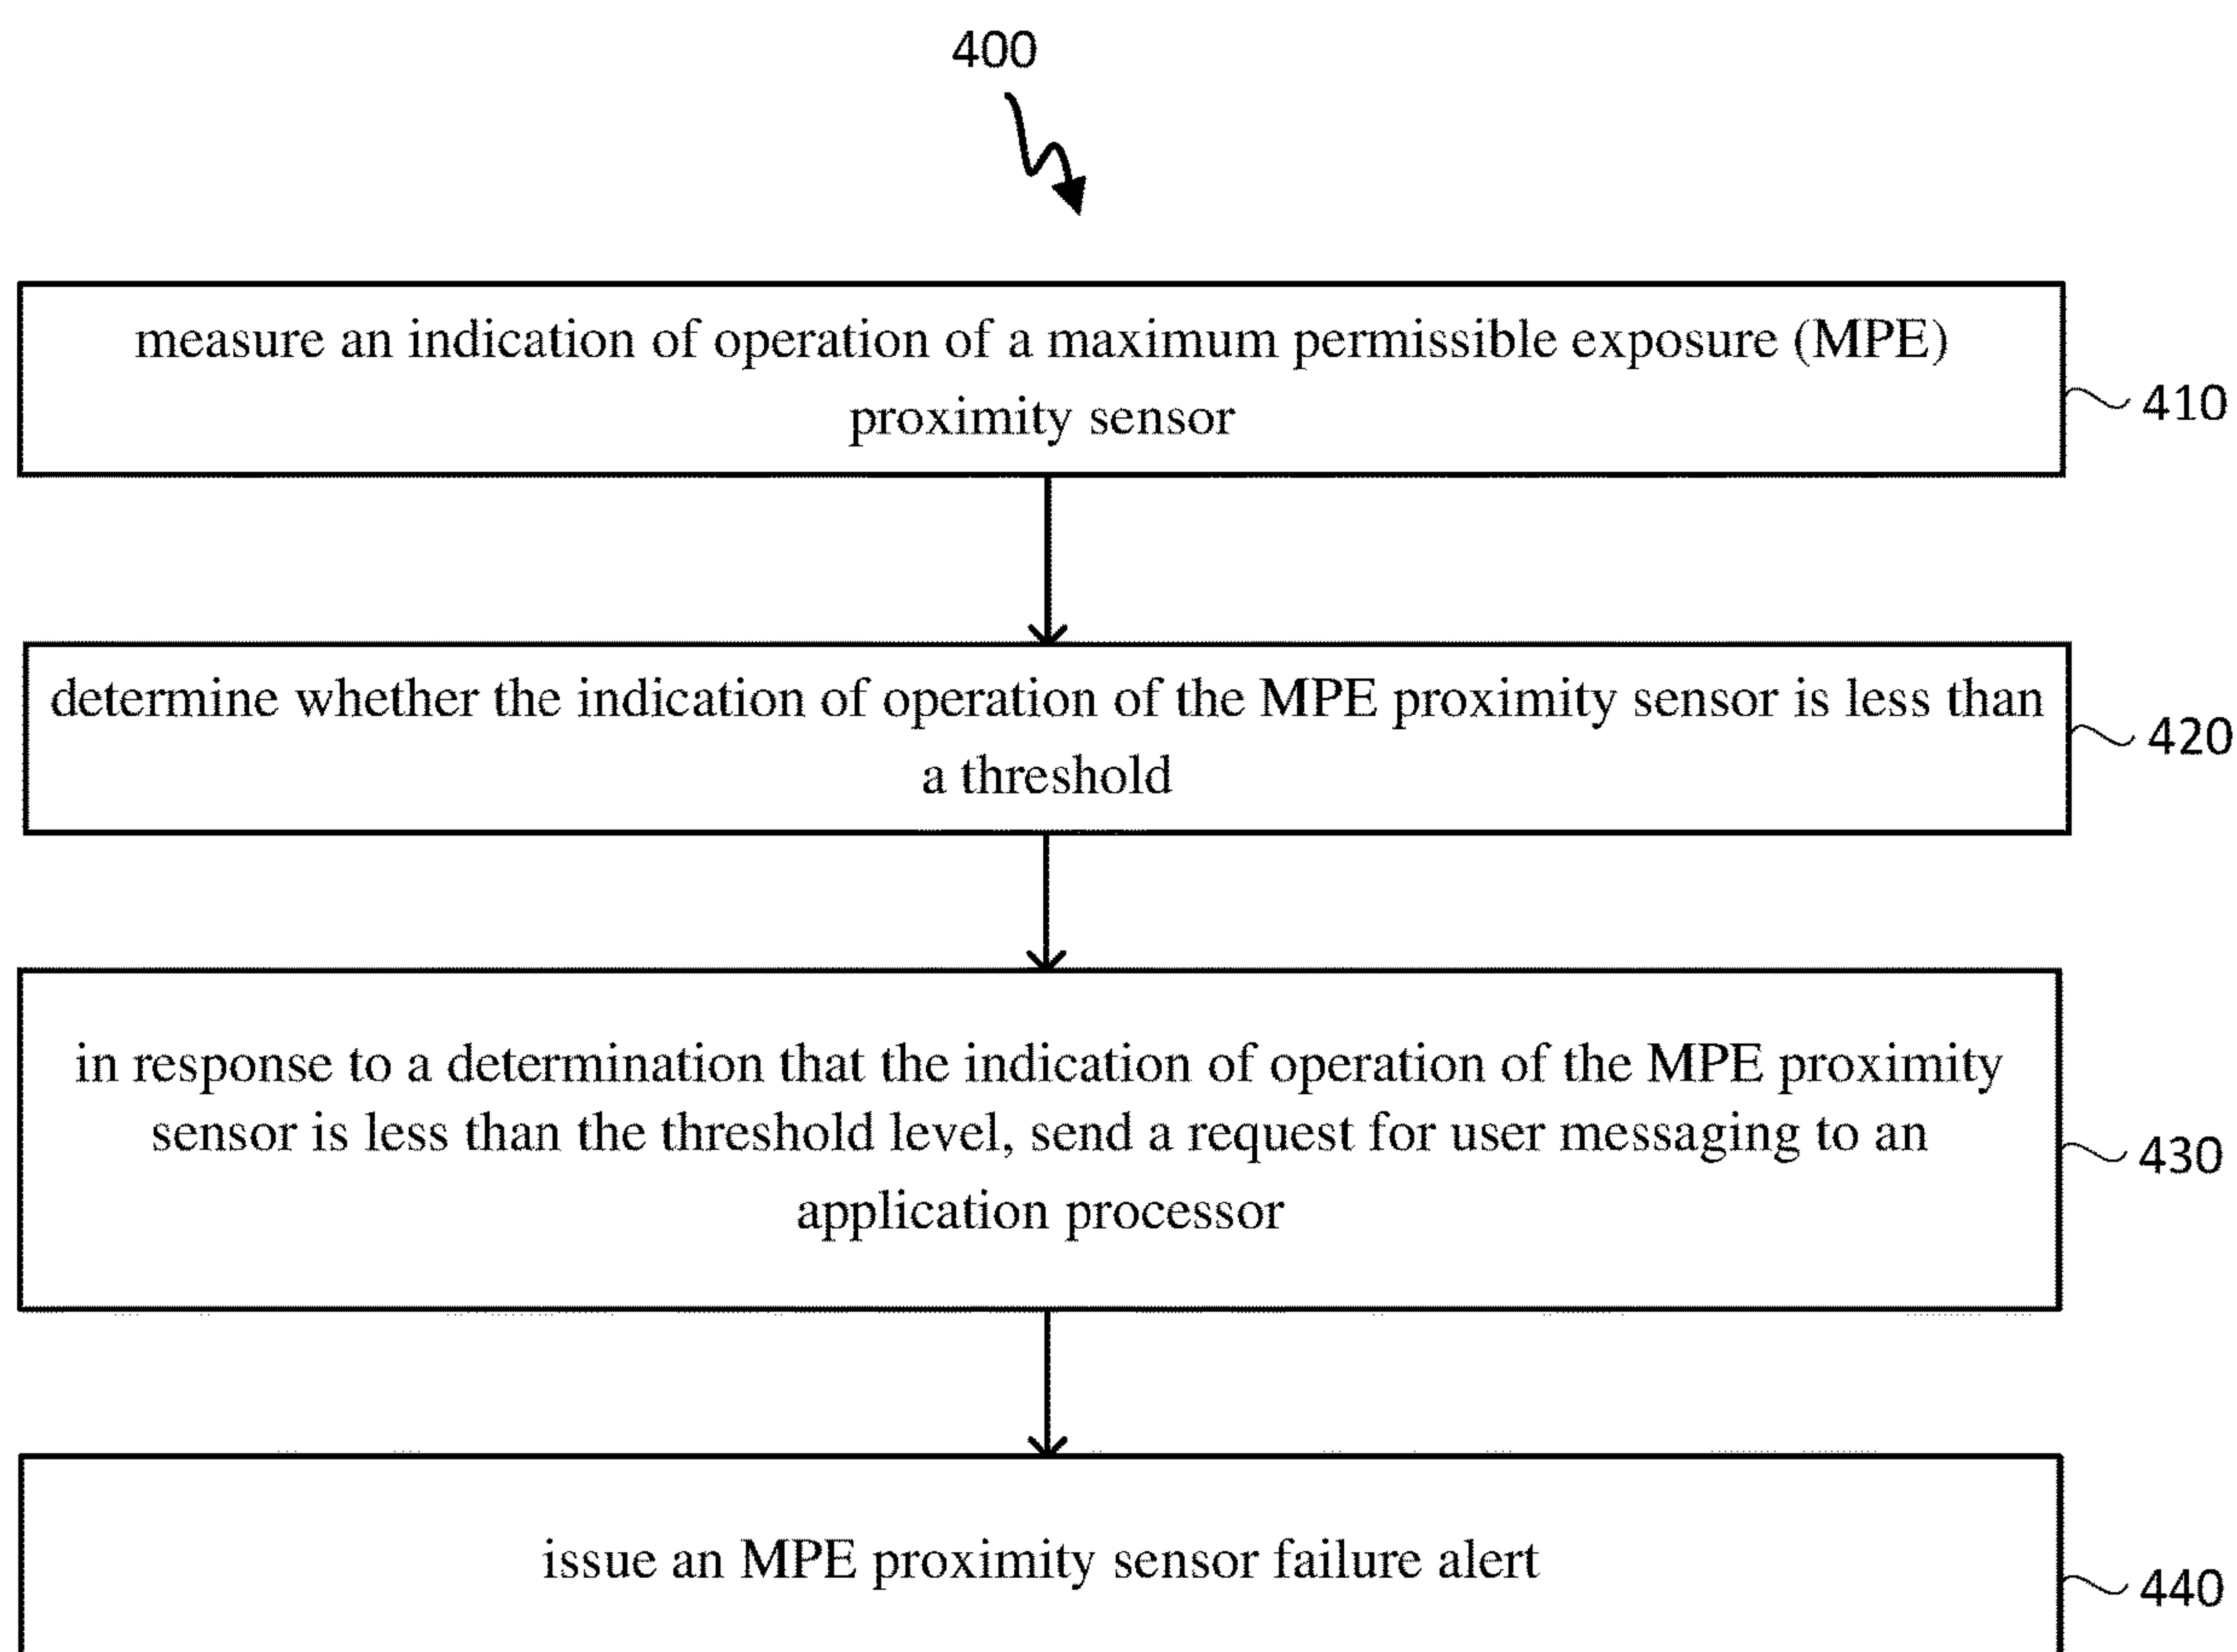 400
measure an indication of operation of a maximum permissible exposure (MPE)
proximity sensor
410
determine whether the indication of operation of the MPE proximity sensor is less than
a threshold
420
in response to a determination that the indication of operation of the MPE proximity
sensor is less than the threshold level, send a request for user messaging to an
application processor
430
issue an MPE proximity sensor failure alert
440